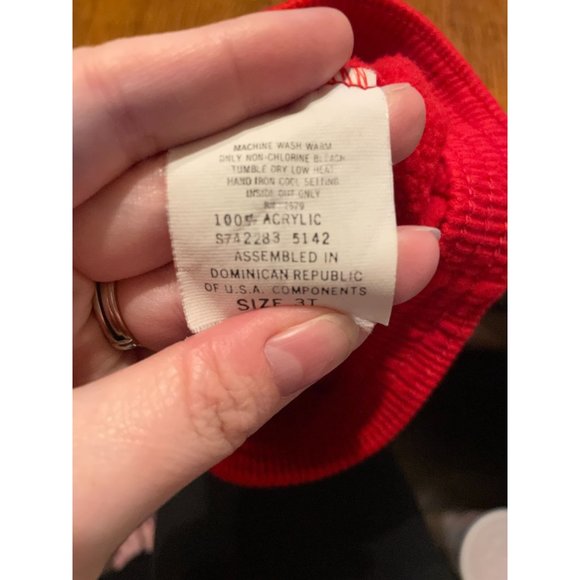 MACHINE WASH WARM
ONLY NON-CHLORINE BLEACH
TUMBLE DRY LOW HEAT
HAND IRON COOL SETTING
INSIDE OUT ONLY
100% ACRYLIC
S742283 5142
ASSEMBLED IN
DOMINICAN REPUBLIC
OF U.S.A. COMPONENTS
SIZE 3T